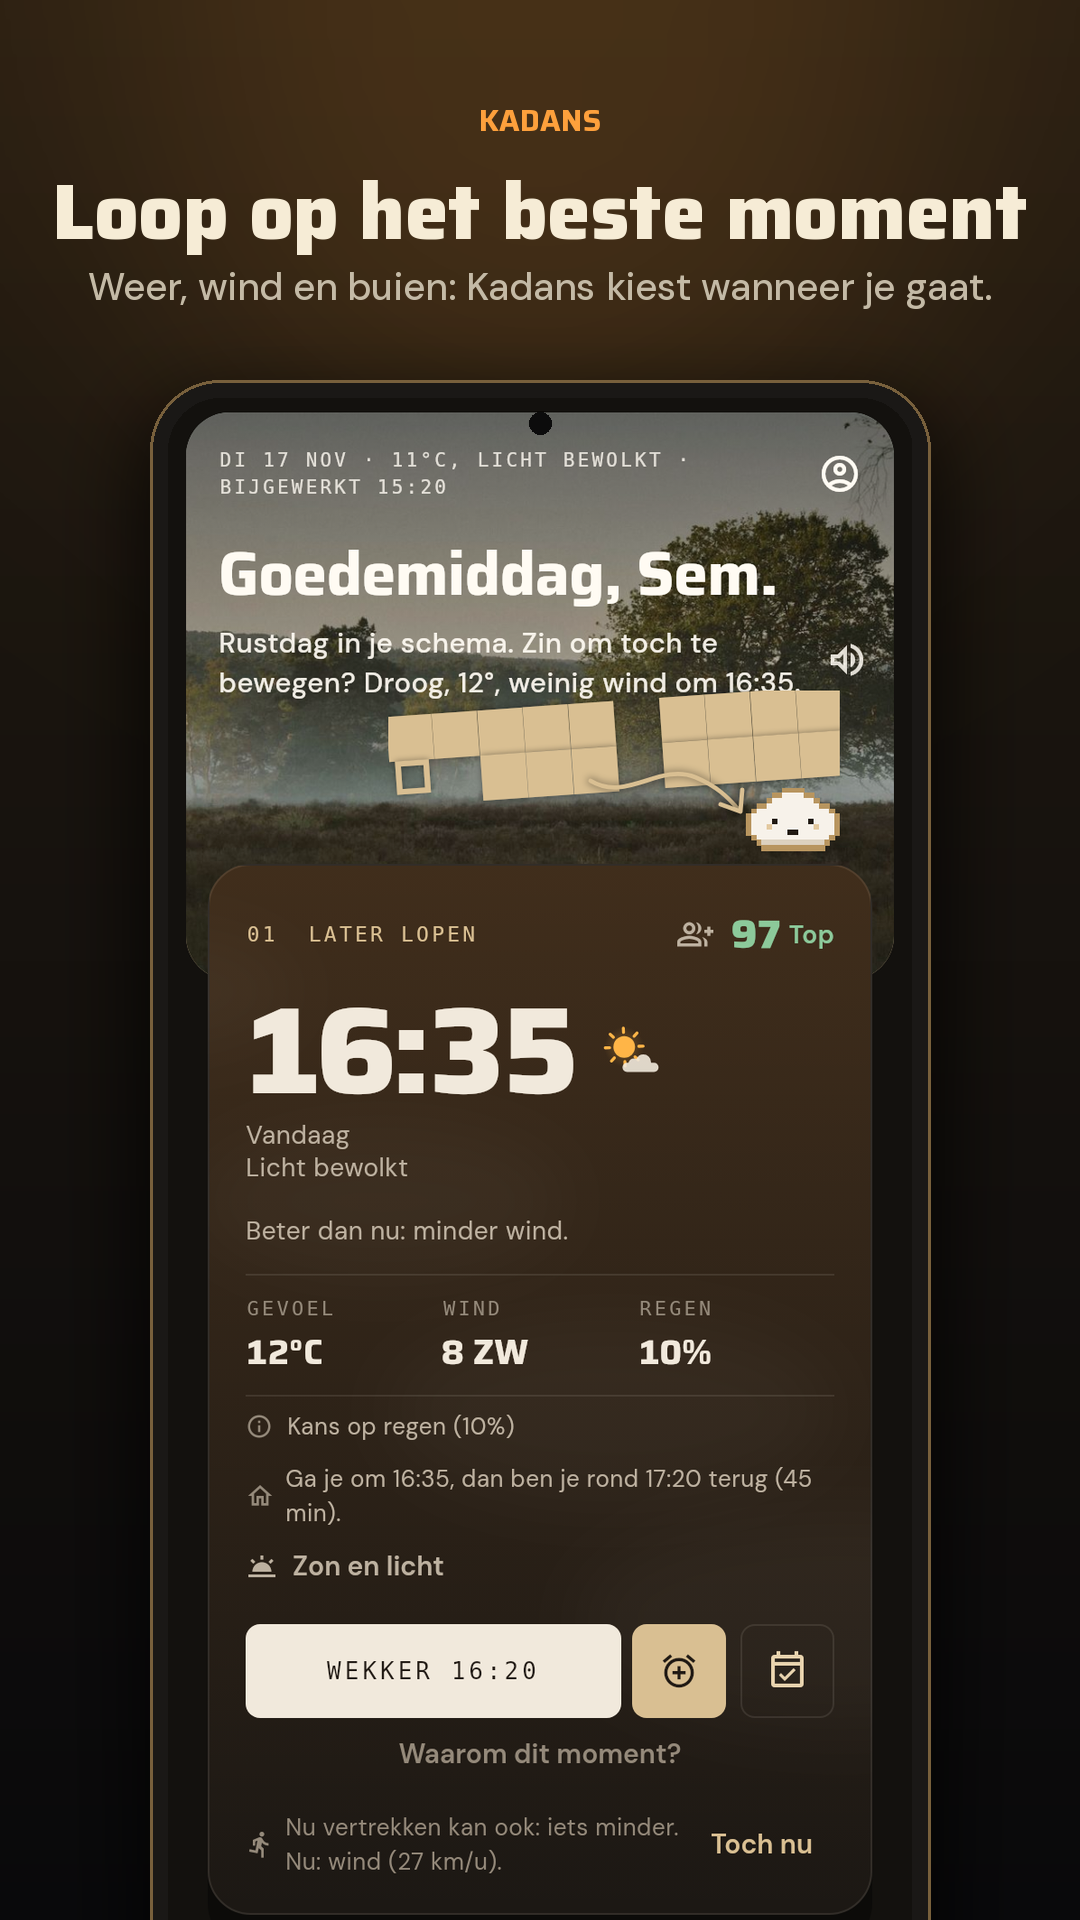 KADANS
Loop op het beste moment
Weer, wind en buien: Kadans kiest wanneer je gaat.
DI 17 NOV · 11°C, LICHT BEWOLKT ·
BIJGEWERKT 15:20
Goedemiddag, Sem.
Rustdag in je schema. Zin om toch te
bewegen? Droog, 12°, weinig wind om 16:35.
01 LATER LOPEN
97 Top
16:35
Vandaag
Licht bewolkt
Beter dan nu: minder wind.
GEVOEL WIND REGEN
12°C 8 ZW 10%
Kans op regen (10%)
Ga je om 16:35, dan ben je rond 17:20 terug (45
min).
Zon en licht
WEKKER 16:20
Waarom dit moment?
Nu vertrekken kan ook: iets minder.
Nu: wind (27 km/u).
Toch nu